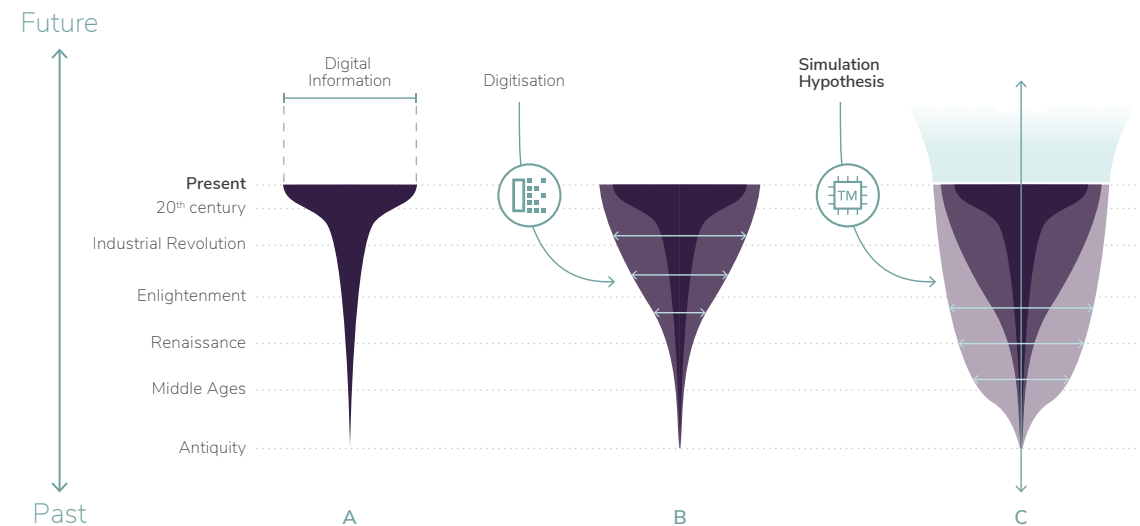 Future
Digital
Information
Digitisation
Simulation
Hypothesis
Present
20th century
TM
Industrial Revolution
Enlightenment
Renaissance
Middle Ages
Antiquity
Past
A
B
C